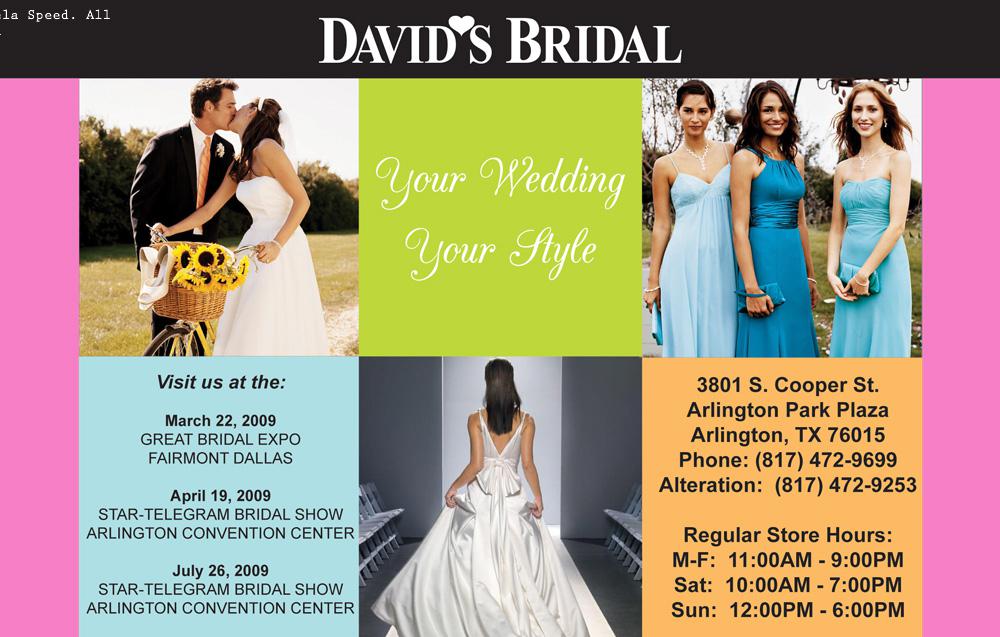 Speed. All
DAVID'S BRIDAL
Your Wedding
Your Style
Visit us at the:
March 22, 2009
GREAT BRIDAL EXPO
FAIRMONT DALLAS
April 19, 2009
STAR-TELEGRAM BRIDAL SHOW
ARLINGTON CONVENTION CENTER
July 26, 2009
STAR-TELEGRAM BRIDAL SHOW
ARLINGTON CONVENTION CENTER
3801 S. Cooper St.
Arlington Park Plaza
Arlington, TX 76015
Phone: (817) 472-9699
Alteration: (817) 472-9253
Regular Store Hours:
M-F: 11:00AM - 9:00PM
Sat: 10:00AM - 7:00PM
Sun: 12:00PM - 6:00PM